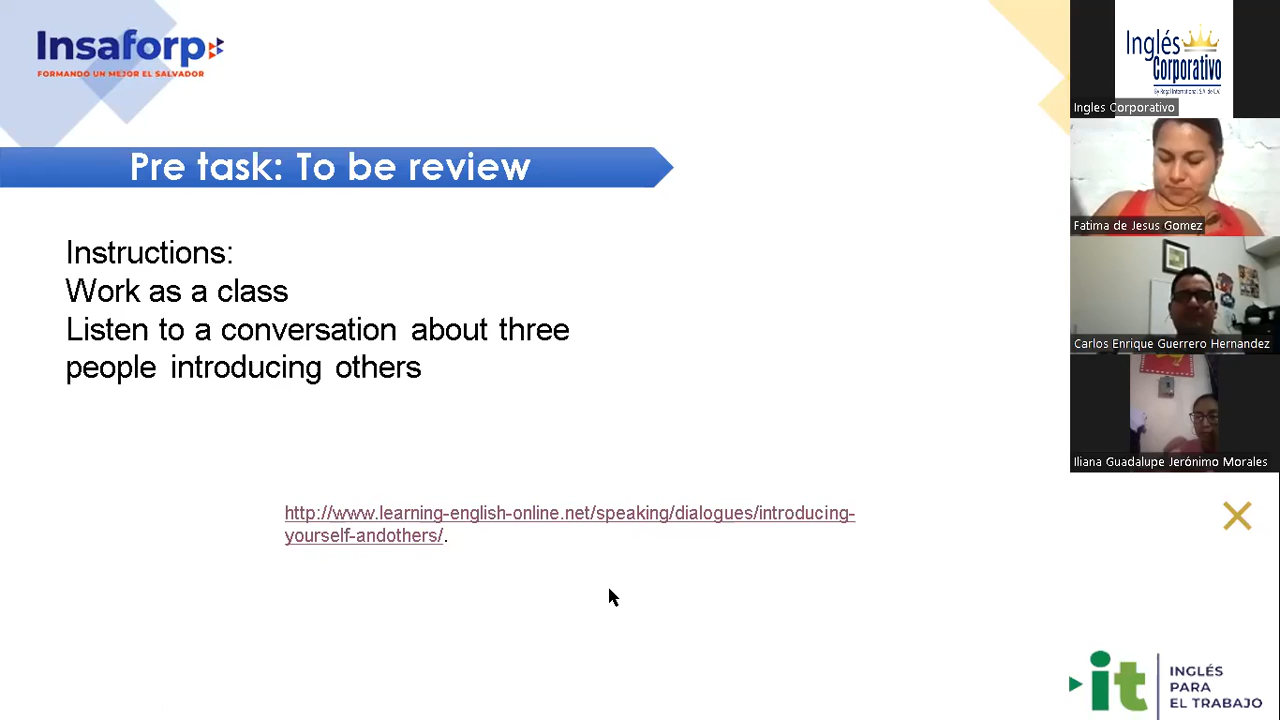 Insaforp
FORMANDO UN MEJOR EL SALVADOR
Pre task: To be review
Instructions:
Work as a class
Listen to a conversation about three
people introducing others
http://www.learning-english-online.net/speaking/dialogues/introducing-
yourself-andothers/.
Inglés
Corporativo
Ingles Corporativo
Fatima de Jesus Gomez
Carlos Enrique Guerrero Hernandez
Iliana Guadalupe Jerónimo Morales
it
INGLÉS
PARA
EL TRABAJO